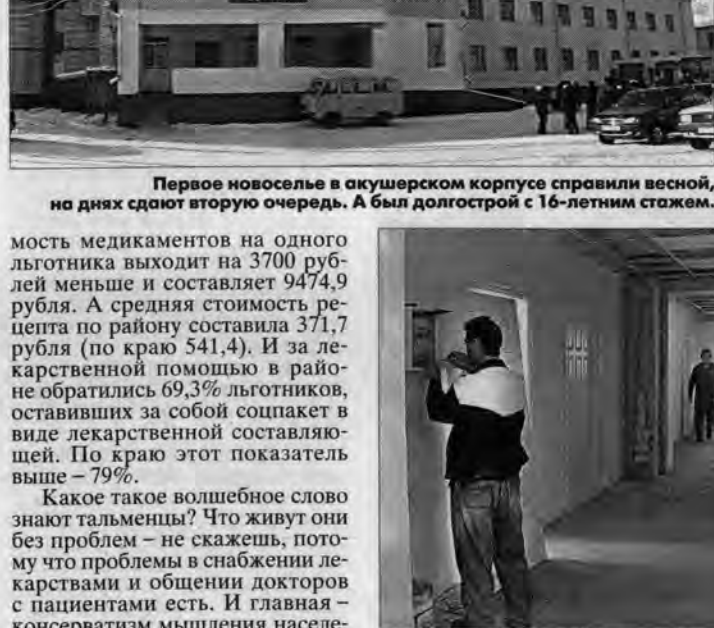 Первое новоселье в акушерском корпусе справили весной,
на днях сдают вторую очередь. А был долгострой с 16-летним стажем.
мость медикаментов на одного
льготника выходит на 3700 руб-
лей меньше и составляет 9474,9
рубля. А средняя стоимость ре-
цепта по району составила 371,7
рубля (по краю 541,4). И за ле-
карственной помощью в райо-
не обратились 69,3% льготников,
оставивших за собой соцпакет в
виде лекарственной составляю-
щей. По краю этот показатель
выше – 79%.
Какое такое волшебное слово
знают тальменцы? Что живут они
без проблем – не скажешь, пото-
му что проблемы в снабжении ле-
карствами и общении докторов
с пациентами есть. И главная –
консерватизм мышления населе-